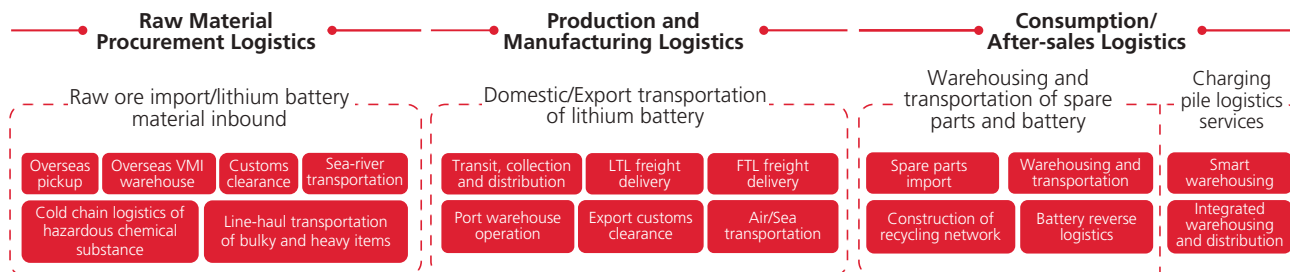 Raw Material
Procurement Logistics
Production and
Manufacturing Logistics
Consumption/
After-sales Logistics
Raw ore import/lithium battery
material inbound
Domestic/Export transportation
of lithium battery
Warehousing and
transportation of spare
parts and battery
Charging
pile logistics
services
Overseas
pickup
Overseas VMI
warehouse
Customs
clearance
Sea-river
transportation
Cold chain logistics of
hazardous chemical
substance
Line-haul transportation
of bulky and heavy items
Transit, collection
and distribution
LTL freight
delivery
FTL freight
delivery
Port warehouse
operation
Export customs
clearance
Air/Sea
transportation
Spare parts
import
Warehousing and
transportation
Construction of
recycling network
Battery reverse
logistics
Smart
warehousing
Integrated
warehousing
and distribution